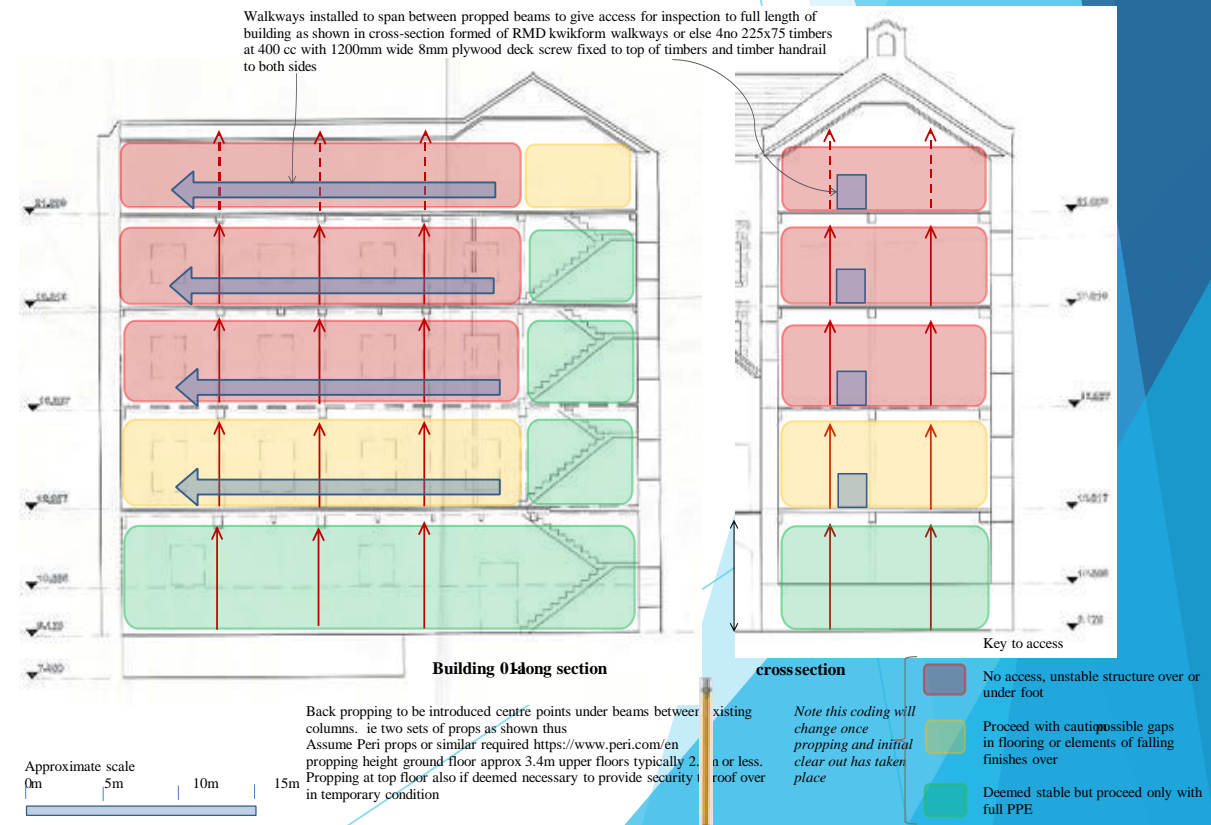 Walkways installed to span between propped beams to give access for inspection to full length of
building as shown in cross-section formed of RMD kwikform walkways or else 4no 225x75 timbers
at 400 cc with 1200mm wide 8mm plywood deck screw fixed to top of timbers and timber handrail
to both sides
Building 01 long section
cross section
Back propping to be introduced centre points under beams between existing
columns. ie two sets of props as shown thus
Assume Peri props or similar required https://www.peri.com/en
propping height ground floor approx 3.4m upper floors typically or less.
Propping at top floor also if deemed necessary to provide security roof over
in temporary condition
Note this coding will
change once
propping and initial
clear out has taken
place
Approximate scale
0m 5m 10m 15m
Key to access
No access, unstable structure over or
under foot
Proceed with caution possible gaps
in flooring or elements of falling
finishes over
Deemed stable but proceed only with
full PPE